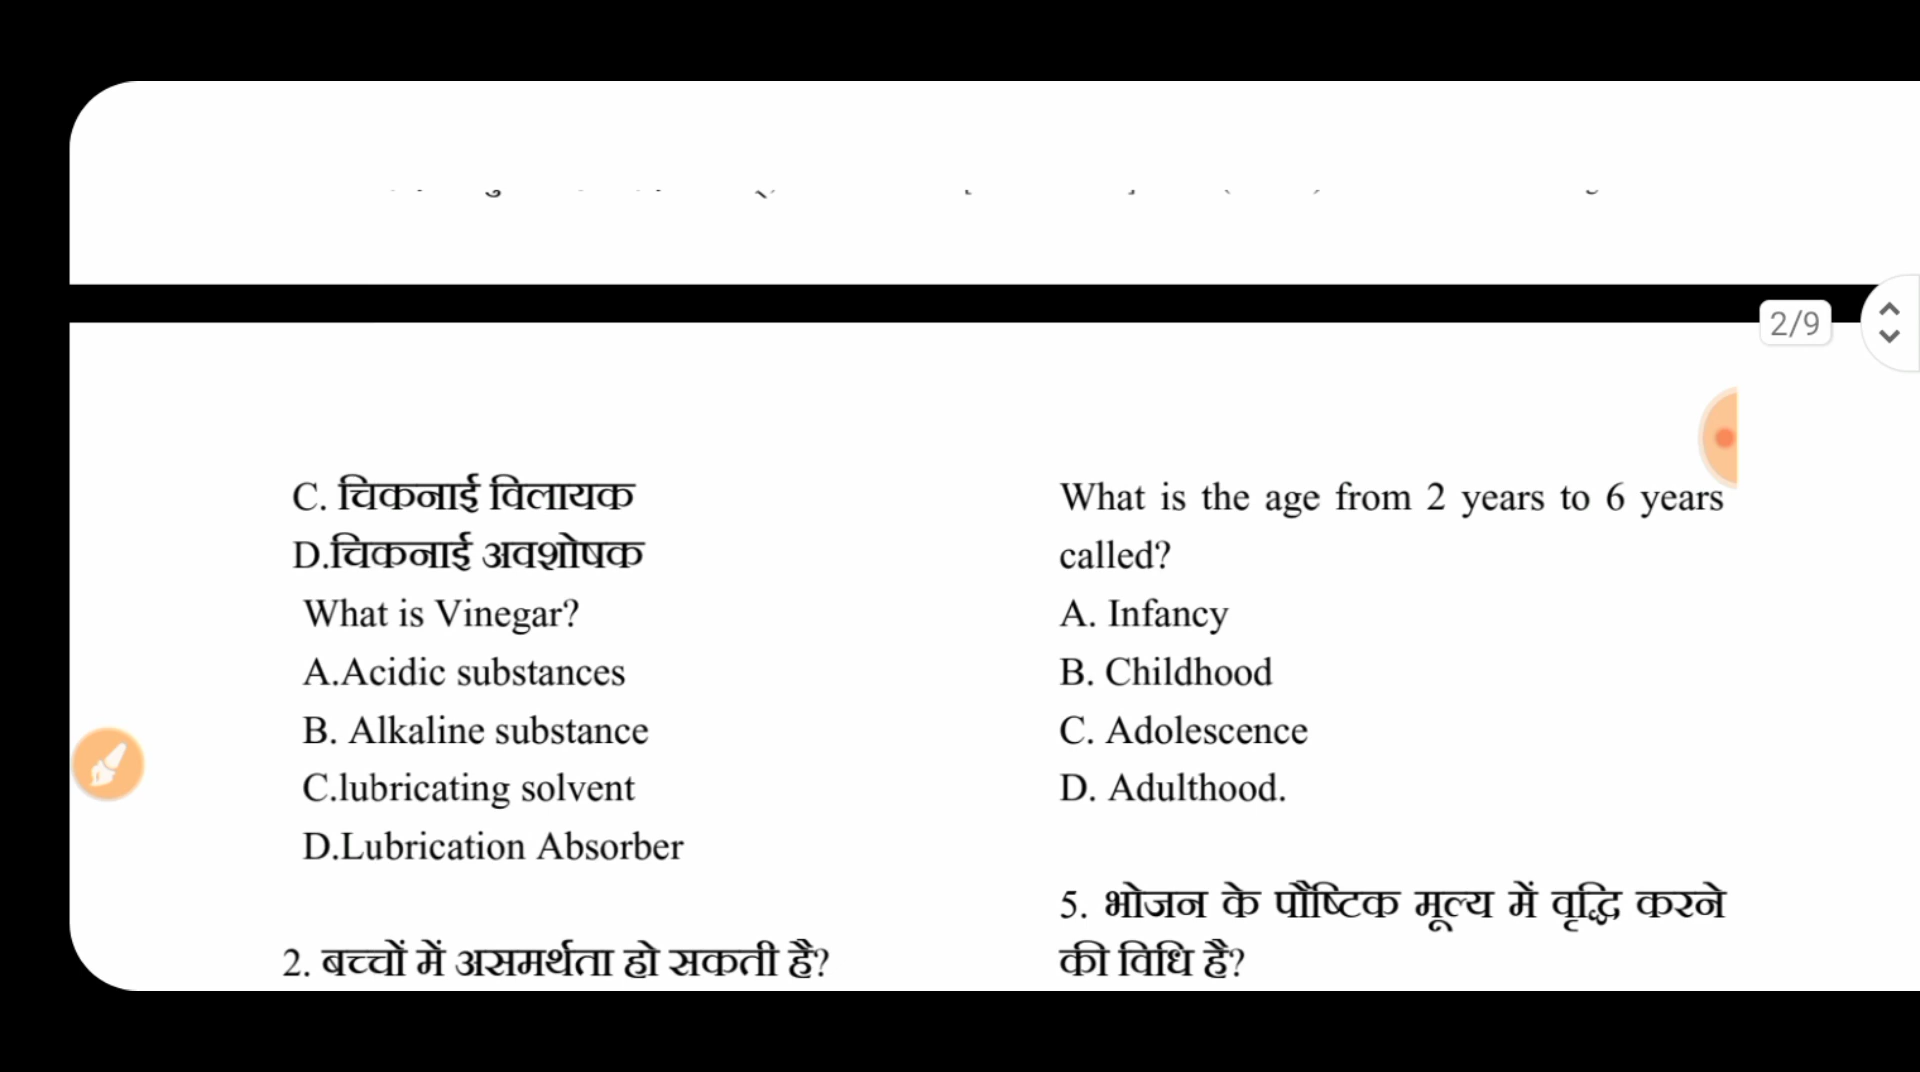 2/9
C. चिकनाई विलायक
D.चिकनाई अवशोषक
What is Vinegar?
A.Acidic substances
B. Alkaline substance
C.lubricating solvent
D.Lubrication Absorber
2. बच्चों में असमर्थता हो सकती है?
What is the age from 2 years to 6 years
called?
A. Infancy
B. Childhood
C. Adolescence
D. Adulthood.
5. भोजन के पौष्टिक मूल्य में वृद्धि करने
की विधि है?